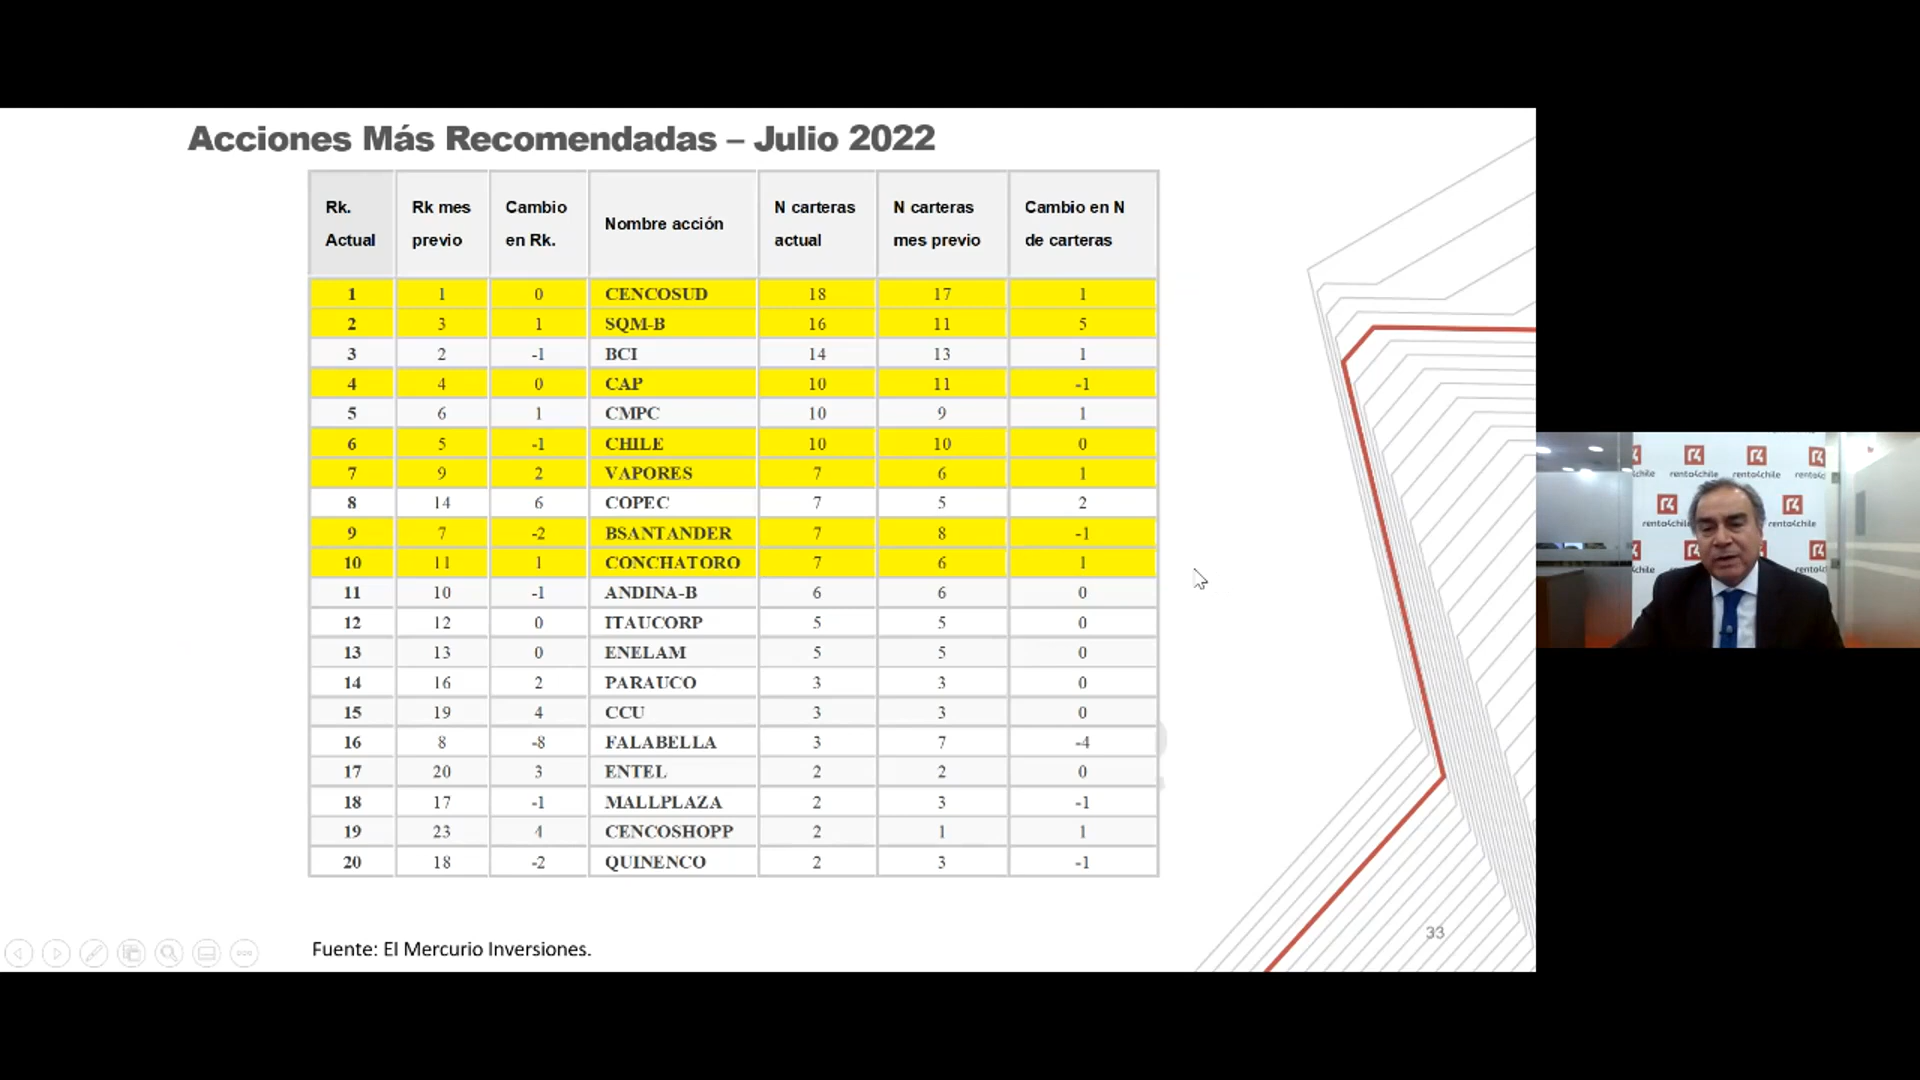 Acciones Más Recomendadas – Julio 2022
Rk. Actual Rk mes previo Cambio en Rk. Nombre acción N carteras actual N carteras mes previo Cambio en N de carteras
1 1 0 CENCOSUD 18 17 1
2 3 1 SQM-B 16 11 5
3 2 -1 BCI 14 13 1
4 4 0 CAP 10 11 -1
5 6 1 CMPC 10 9 1
6 5 -1 CHILE 10 10 0
7 9 2 VAPORES 7 6 1
8 14 6 COPEC 7 5 2
9 7 -2 BSANTANDER 7 8 -1
10 11 1 CONCHATORO 7 6 1
11 10 -1 ANDINA-B 6 6 0
12 12 0 ITAUCORP 5 5 0
13 13 0 ENELAM 5 5 0
14 16 2 PARAUCO 3 3 0
15 19 4 CCU 3 3 0
16 8 -8 FALABELLA 3 7 -4
17 20 3 ENTEL 2 2 0
18 17 -1 MALLPLAZA 2 3 -1
19 23 4 CENCOSHOPP 2 1 1
20 18 -2 QUINENCO 2 3 -1
Fuente: El Mercurio Inversiones.
33
renta4chile renta4chile
renta4chile renta4chile